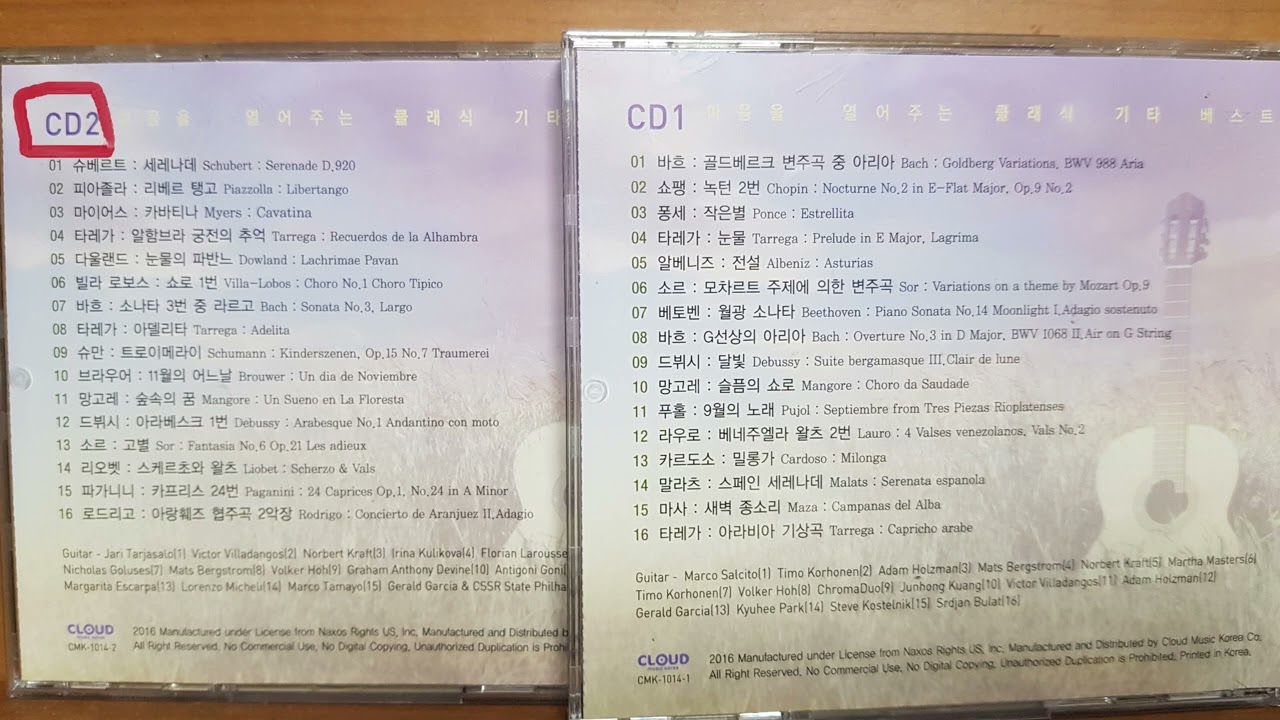 CD2 마음을 열어주는 클래식 기타
01 슈베르트 : 세레나데 Schubert : Serenade D.920
02 피아졸라 : 리베르 탱고 Piazzolla : Libertango
03 마이어스 : 카바티나 Myers : Cavatina
04 타레가 : 알함브라 궁전의 추억 Tarrega : Recuerdos de la Alhambra
05 다울랜드 : 눈물의 파반느 Dowland : Lachrimae Pavan
06 빌라 로보스 : 쇼로 1번 Villa-Lobos : Choro No.1 Choro Tipico
07 바흐 : 소나타 3번 중 라르고 Bach : Sonata No.3, Largo
08 타레가 : 아델리타 Tarrega : Adelita
09 슈만 : 트로이메라이 Schumann : Kinderszenen, Op.15 No.7 Traumerei
10 브라우어 : 11월의 어느날 Brouwer : Un dia de Noviembre
11 망고레 : 숲속의 꿈 Mangore : Un Sueno en La Floresta
12 드뷔시 : 아라베스크 1번 Debussy : Arabesque No.1 Andantino con moto
13 소르 : 고별 Sor : Fantasia No.6 Op.21 Les adieux
14 리오벳 : 스케르초와 왈츠 Liobet : Scherzo & Vals
15 파가니니 : 카프리스 24번 Paganini : 24 Caprices Op.1, No.24 in A Minor
16 로드리고 : 아랑훼즈 협주곡 2악장 Rodrigo : Concierto de Aranjuez II.Adagio
Guitar - Jari Tarjasalo(1) Victor Villadangos(2) Norbert Kraft(3) Irina Kulikova(4) Florian Larousse
Nicholas Goluses(7) Mats Bergstrom(8) Volker Hoh(9) Graham Anthony Devine(10) Antigoni Goni(
Margarita Escarpa(13) Lorenzo Micheli(14) Marco Tamayo(15) Gerald Garcia & CSSR State Philha
CLOUD
CMK-1014-2
2016 Manufactured under License from Naxos Rights US, Inc, Manufactured and Distributed b
All Right Reserved, No Commercial Use, No Digital Copying, Unauthorized Duplication is Prohi
CD1 마음을 열어주는 클래식 기타 베스트
01 바흐 : 골드베르크 변주곡 중 아리아 Bach : Goldberg Variations, BWV 988 Aria
02 쇼팽 : 녹턴 2번 Chopin : Nocturne No.2 in E-Flat Major, Op.9 No.2
03 퐁세 : 작은별 Ponce : Estrellita
04 타레가 : 눈물 Tarrega : Prelude in E Major, Lagrima
05 알베니즈 : 전설 Albeniz : Asturias
06 소르 : 모차르트 주제에 의한 변주곡 Sor : Variations on a theme by Mozart Op.9
07 베토벤 : 월광 소나타 Beethoven : Piano Sonata No.14 Moonlight I.Adagio sostenuto
08 바흐 : G선상의 아리아 Bach : Overture No.3 in D Major, BWV 1068 II.Air on G String
09 드뷔시 : 달빛 Debussy : Suite bergamasque III.Clair de lune
10 망고레 : 슬픔의 쇼로 Mangore : Choro da Saudade
11 푸홀 : 9월의 노래 Pujol : Septiembre from Tres Piezas Rioplatenses
12 라우로 : 베네주엘라 왈츠 2번 Lauro : 4 Valses venezolanos, Vals No.2
13 카르도소 : 밀롱가 Cardoso : Milonga
14 말라츠 : 스페인 세레나데 Malats : Serenata espanola
15 마사 : 새벽 종소리 Maza : Campanas del Alba
16 타레가 : 아라비아 기상곡 Tarrega : Capricho arabe
Guitar - Marco Salcito(1) Timo Korhonen(2) Adam Holzman(3) Mats Bergstrom(4) Norbert Kraft(5) Martha Masters(6)
Timo Korhonen(7) Volker Hoh(8) ChromaDuo(9) Junhong Kuang(10) Victor Villadangos(11) Adam Holzman(12)
Gerald Garcia(13) Kyuhee Park(14) Steve Kostelnik(15) Srdjan Bulat(16)
CLOUD
CMK-1014-1
2016 Manufactured under License from Naxos Rights US, Inc, Manufactured and Distributed by Cloud Music Korea Co.
All Right Reserved, No Commercial Use, No Digital Copying, Unauthorized Duplication is Prohibited, Printed in Korea.